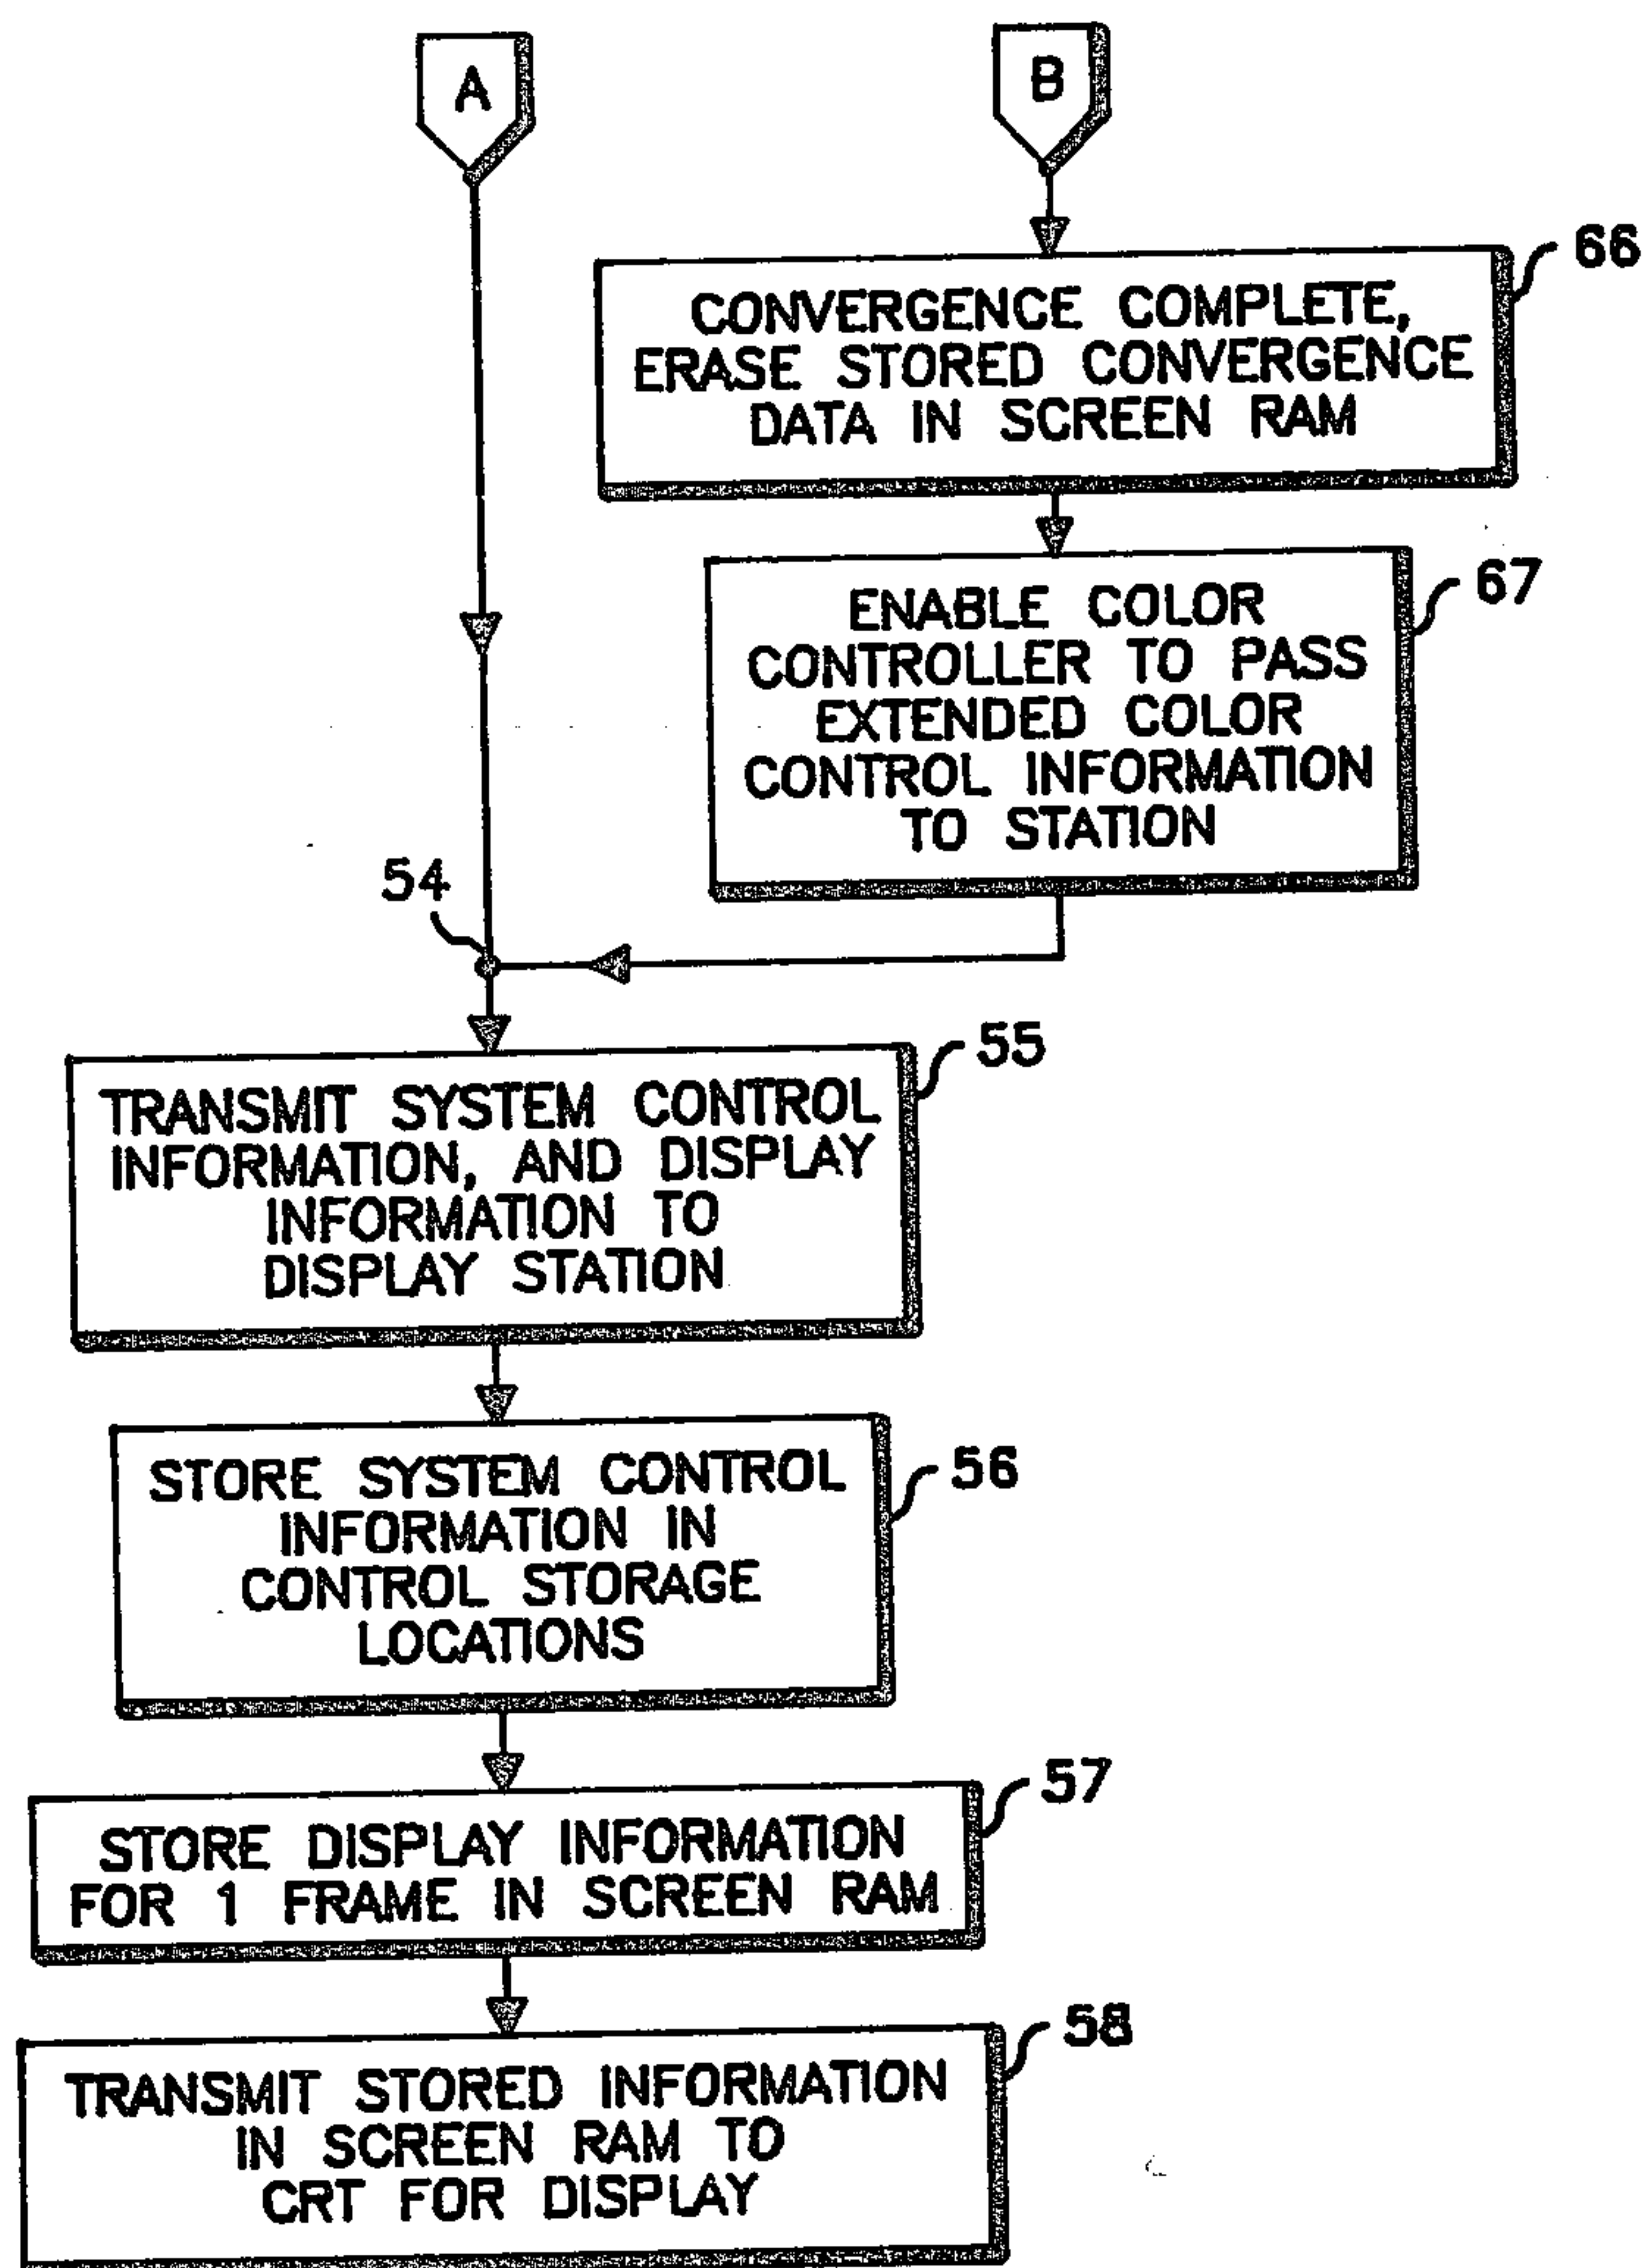 A
B
66
CONVERGENCE COMPLETE,
ERASE STORED CONVERGENCE
DATA IN SCREEN RAM
67
ENABLE COLOR
CONTROLLER TO PASS
EXTENDED COLOR
CONTROL INFORMATION
TO STATION
54
55
TRANSMIT SYSTEM CONTROL
INFORMATION, AND DISPLAY
INFORMATION TO
DISPLAY STATION
56
STORE SYSTEM CONTROL
INFORMATION IN
CONTROL STORAGE
LOCATIONS
57
STORE DISPLAY INFORMATION
FOR 1 FRAME IN SCREEN RAM
58
TRANSMIT STORED INFORMATION
IN SCREEN RAM TO
CRT FOR DISPLAY